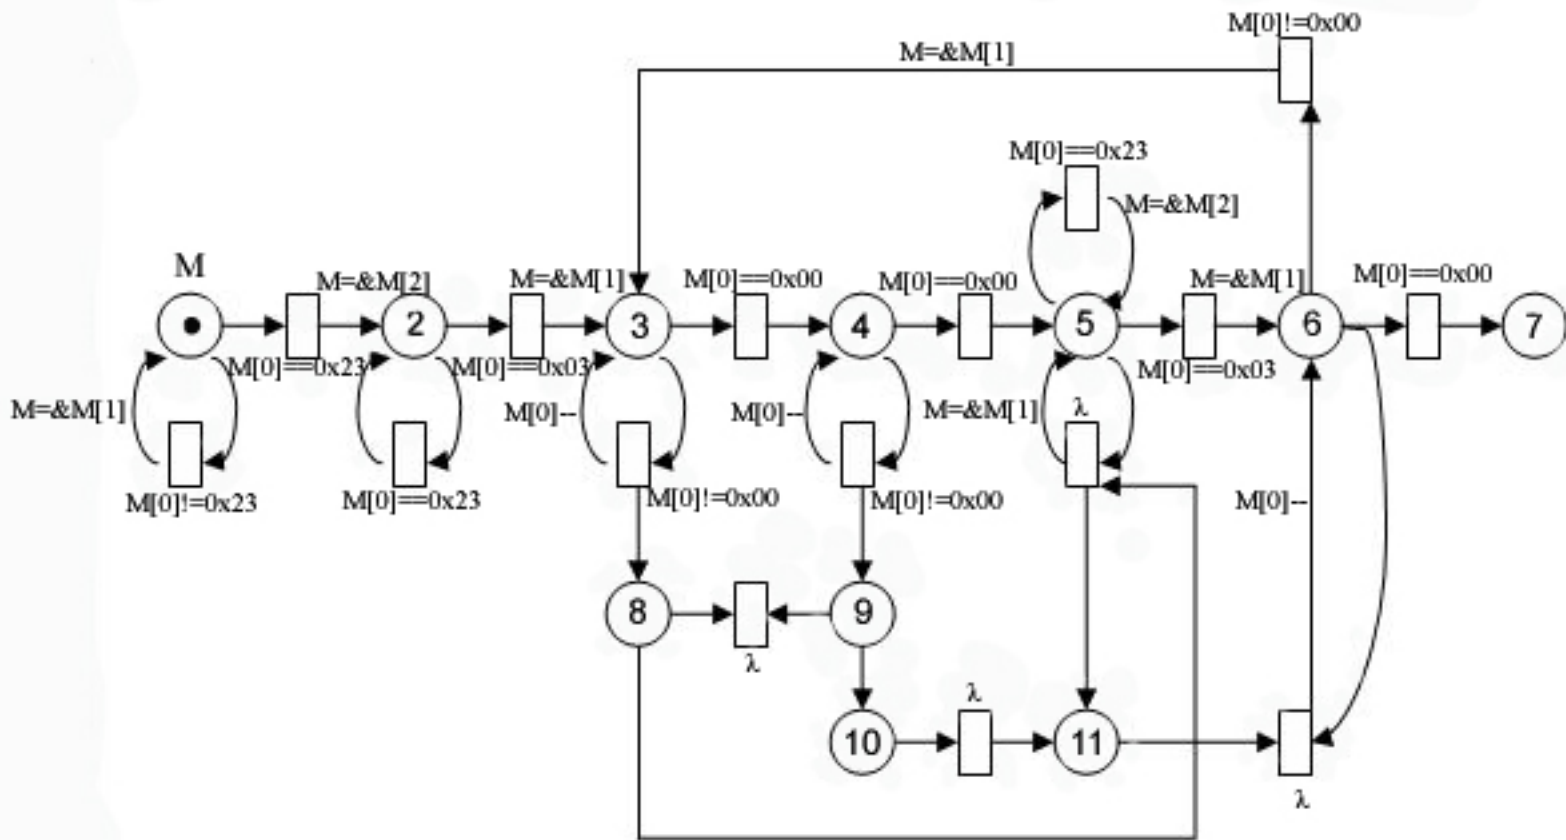 M[0]!=0x00
M=&M[1]
M[0]==0x23
M=&M[2]
M
M=&M[2]
M=&M[1]
M[0]==0x00
M[0]==0x00
M=&M[1]
M[0]==0x00
2
3
4
5
6
7
M[0]==0x23
M[0]==0x03
M[0]==0x03
M=&M[1]
M[0]--
M[0]--
M=&M[1]
λ
M[0]!=0x23
M[0]==0x23
M[0]!=0x00
M[0]!=0x00
M[0]--
8
9
λ
λ
10
11
λ